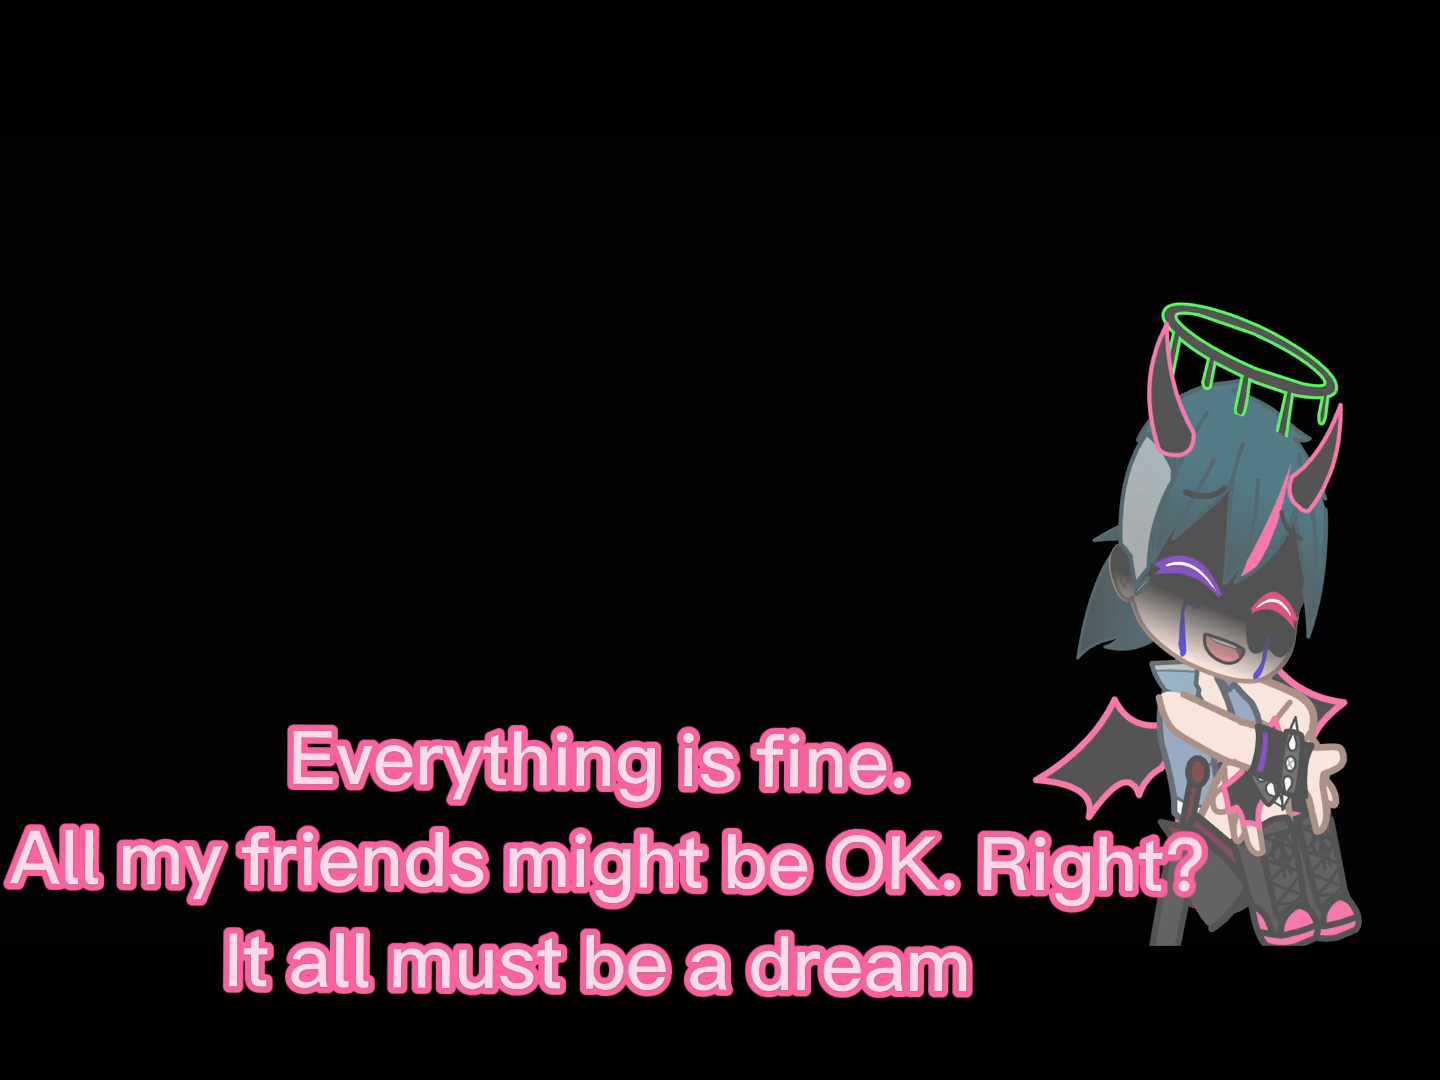 Everything is fine.
All my friends might be OK. Right?
It all must be a dream